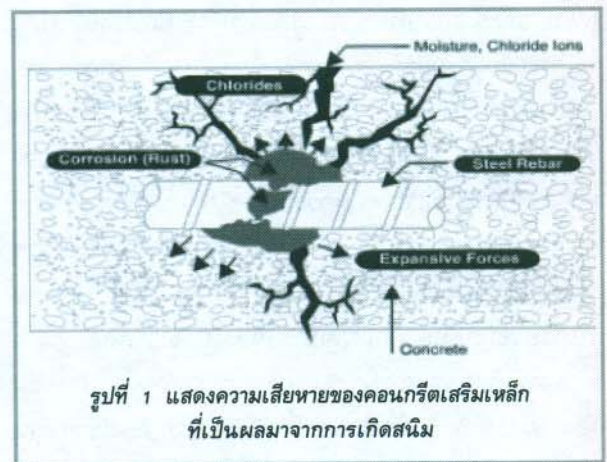 Moisture, Chloride Ions
Chlorides
Corrosion (Rust)
Steel Rebar
Expansive Forces
Concrete
รูปที่ 1 แสดงความเสียหายของคอนกรีตเสริมเหล็ก
ที่เป็นผลมาจากการเกิดสนิม